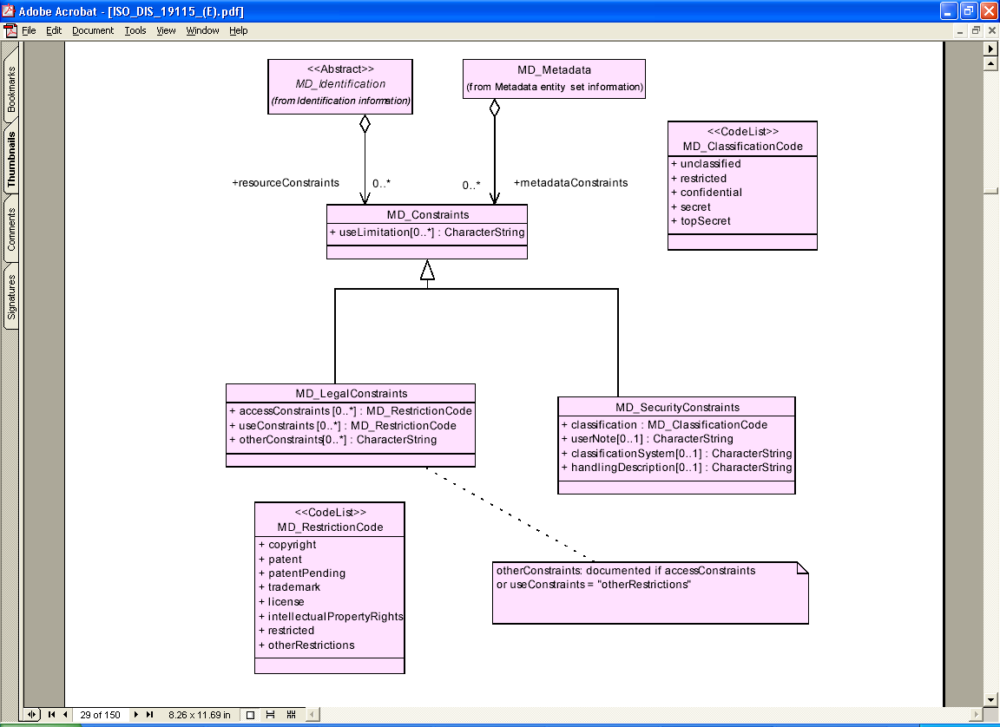 Adobe Acrobat - [ISO_DIS_19115_(E).pdf]
File Edit Document Tools View Window Help
Bookmarks
Thumbnails
Comments
Signatures
<<Abstract>>
MD_Identification
(from Identification information)
MD_Metadata
(from Metadata entity set information)
<<CodeList>>
MD_ClassificationCode
+ unclassified
+ restricted
+ confidential
+ secret
+ topSecret
+resourceConstraints
0..*
0..*
+metadataConstraints
MD_Constraints
+ useLimitation[0..*] : CharacterString
MD_LegalConstraints
+ accessConstraints [0..*] : MD_RestrictionCode
+ useConstraints [0..*] : MD_RestrictionCode
+ otherConstraints[0..*] : CharacterString
MD_SecurityConstraints
+ classification : MD_ClassificationCode
+ userNote[0..1] : CharacterString
+ classificationSystem[0..1] : CharacterString
+ handlingDescription[0..1] : CharacterString
<<CodeList>>
MD_RestrictionCode
+ copyright
+ patent
+ patentPending
+ trademark
+ license
+ intellectualPropertyRights
+ restricted
+ otherRestrictions
otherConstraints: documented if accessConstraints
or useConstraints = "otherRestrictions"
29 of 150
8.26 x 11.69 in